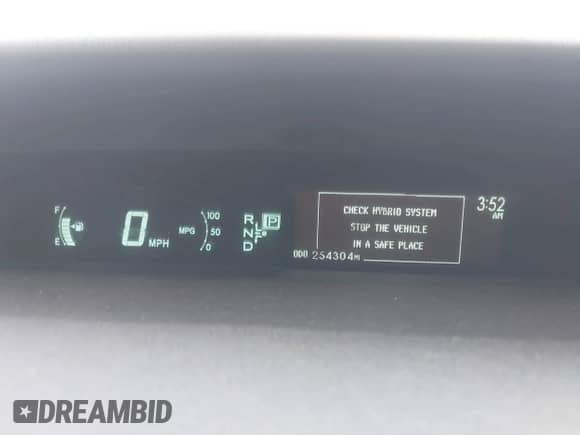 F
E
0 MPH
MPG
100
50
0
R
N
D
P
CHECK HYBRID SYSTEM
STOP THE VEHICLE
IN A SAFE PLACE
3:52
AM
ODO 254304M
DREAMBID